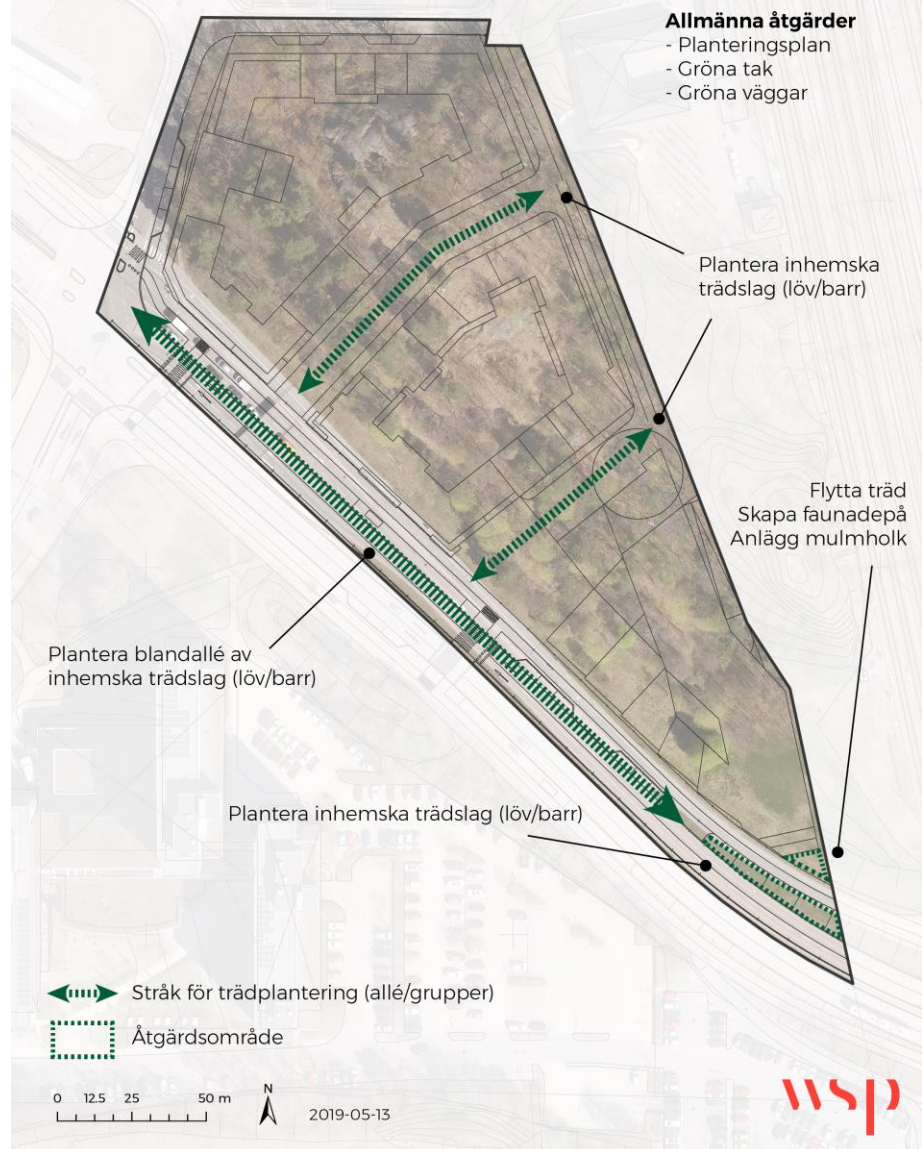 Allmänna åtgärder
- Planteringsplan
- Gröna tak
- Gröna väggar
Plantera inhemska
trädslag (löv/barr)
Flytta träd
Skapa faunadepå
Anlägg mulmholk
Plantera blandallé av
inhemska trädslag (löv/barr)
Plantera inhemska trädslag (löv/barr)
Stråk för trädplantering (allé/grupper)
Åtgärdsområde
0 12.5 25 50 m
N
2019-05-13
wsp